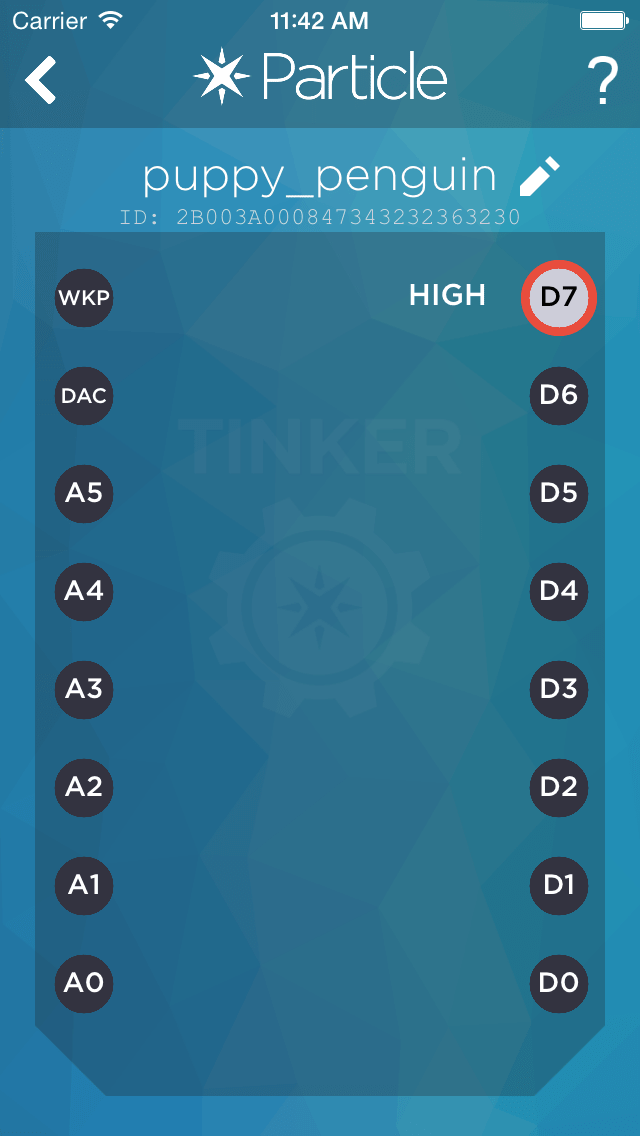 Carrier 11:42 AM
Particle ?
puppy_penguin
ID: 2B003A000847343232363230
WKP HIGH D7
DAC D6
TINKER
A5 D5
A4 D4
A3 D3
A2 D2
A1 D1
A0 D0